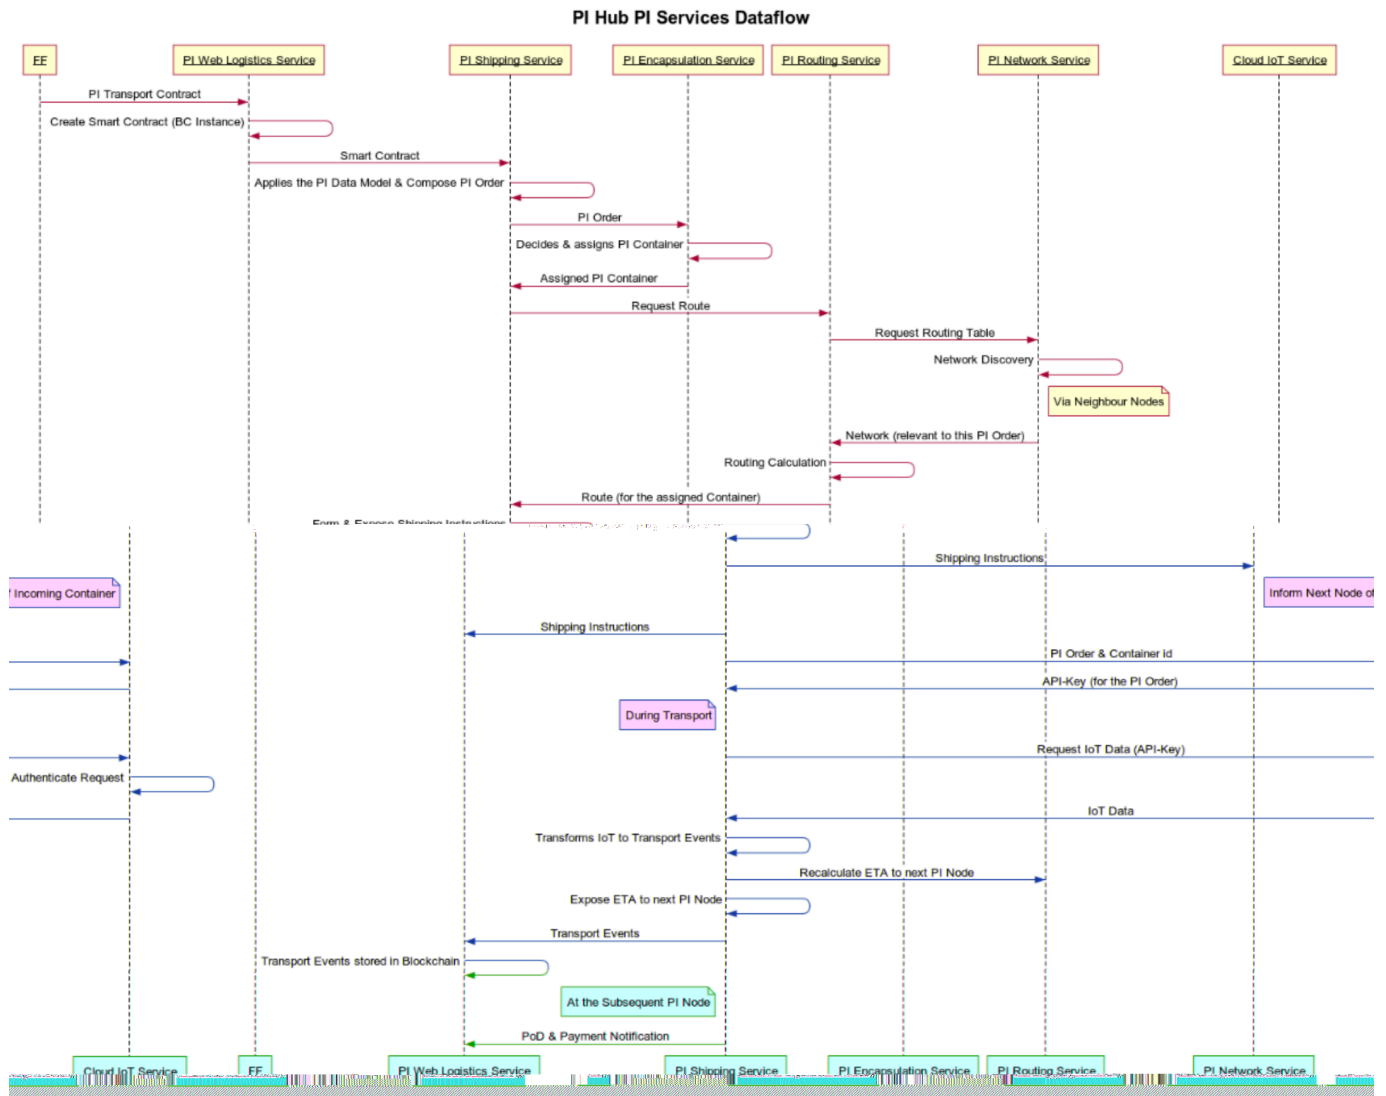 PI Hub PI Services Dataflow
FF PI Web Logistics Service PI Shipping Service PI Encapsulation Service PI Routing Service PI Network Service Cloud IoT Service
PI Transport Contract
Create Smart Contract (BC Instance)
Smart Contract
Applies the PI Data Model & Compose PI Order
PI Order
Decides & assigns PI Container
Assigned PI Container
Request Route
Request Routing Table
Network Discovery
Via Neighbour Nodes
Network (relevant to this PI Order)
Routing Calculation
Route (for the assigned Container)
Form & Expose Shipping Instructions
Shipping Instructions
Incoming Container
Inform Next Node of
Shipping Instructions
PI Order & Container id
API-Key (for the PI Order)
During Transport
Request IoT Data (API-Key)
Authenticate Request
IoT Data
Transforms IoT to Transport Events
Recalculate ETA to next PI Node
Expose ETA to next PI Node
Transport Events
Transport Events stored in Blockchain
At the Subsequent PI Node
PoD & Payment Notification
Cloud IoT Service FF PI Web Logistics Service PI Shipping Service PI Encapsulation Service PI Routing Service PI Network Service